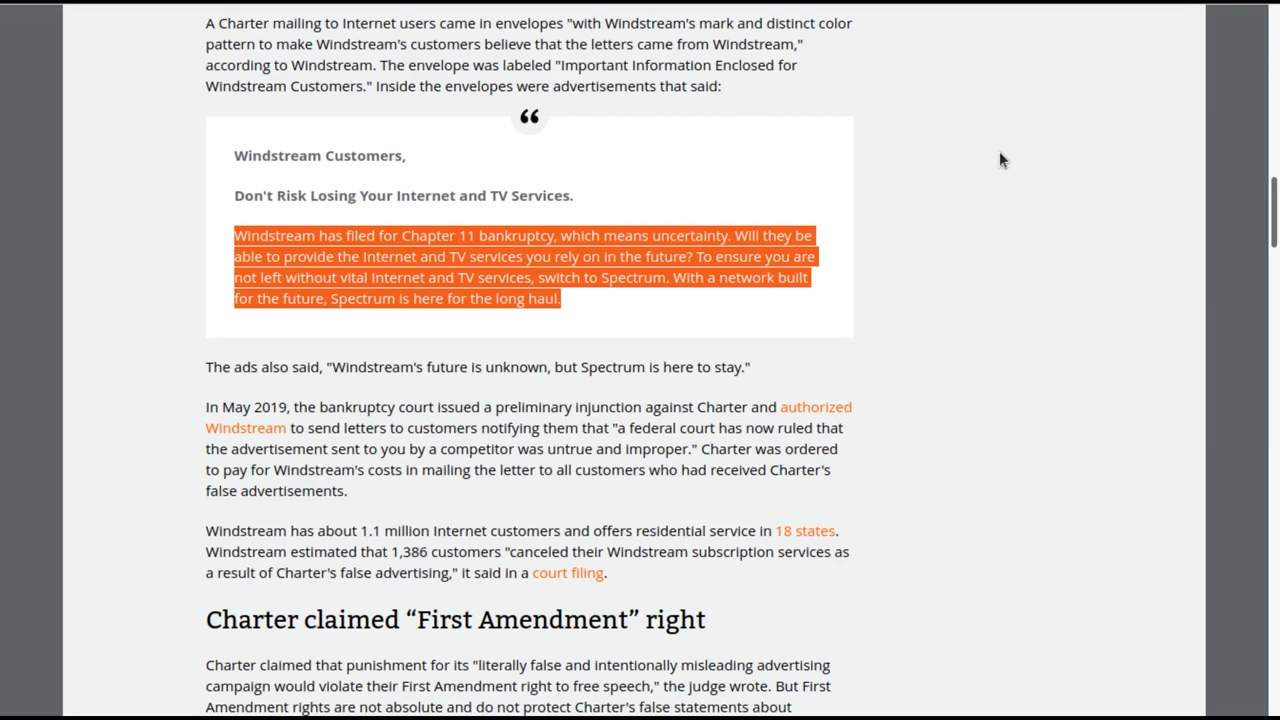 A Charter mailing to Internet users came in envelopes "with Windstream's mark and distinct color
pattern to make Windstream's customers believe that the letters came from Windstream,"
according to Windstream. The envelope was labeled "Important Information Enclosed for
Windstream Customers." Inside the envelopes were advertisements that said:
“
Windstream Customers,
Don't Risk Losing Your Internet and TV Services.
Windstream has filed for Chapter 11 bankruptcy, which means uncertainty. Will they be
able to provide the Internet and TV services you rely on in the future? To ensure you are
not left without vital Internet and TV services, switch to Spectrum. With a network built
for the future, Spectrum is here for the long haul.
The ads also said, "Windstream's future is unknown, but Spectrum is here to stay."
In May 2019, the bankruptcy court issued a preliminary injunction against Charter and authorized
Windstream to send letters to customers notifying them that "a federal court has now ruled that
the advertisement sent to you by a competitor was untrue and improper." Charter was ordered
to pay for Windstream's costs in mailing the letter to all customers who had received Charter's
false advertisements.
Windstream has about 1.1 million Internet customers and offers residential service in 18 states.
Windstream estimated that 1,386 customers "canceled their Windstream subscription services as
a result of Charter's false advertising," it said in a court filing.
Charter claimed “First Amendment” right
Charter claimed that punishment for its "literally false and intentionally misleading advertising
campaign would violate their First Amendment right to free speech," the judge wrote. But First
Amendment rights are not absolute and do not protect Charter's false statements about